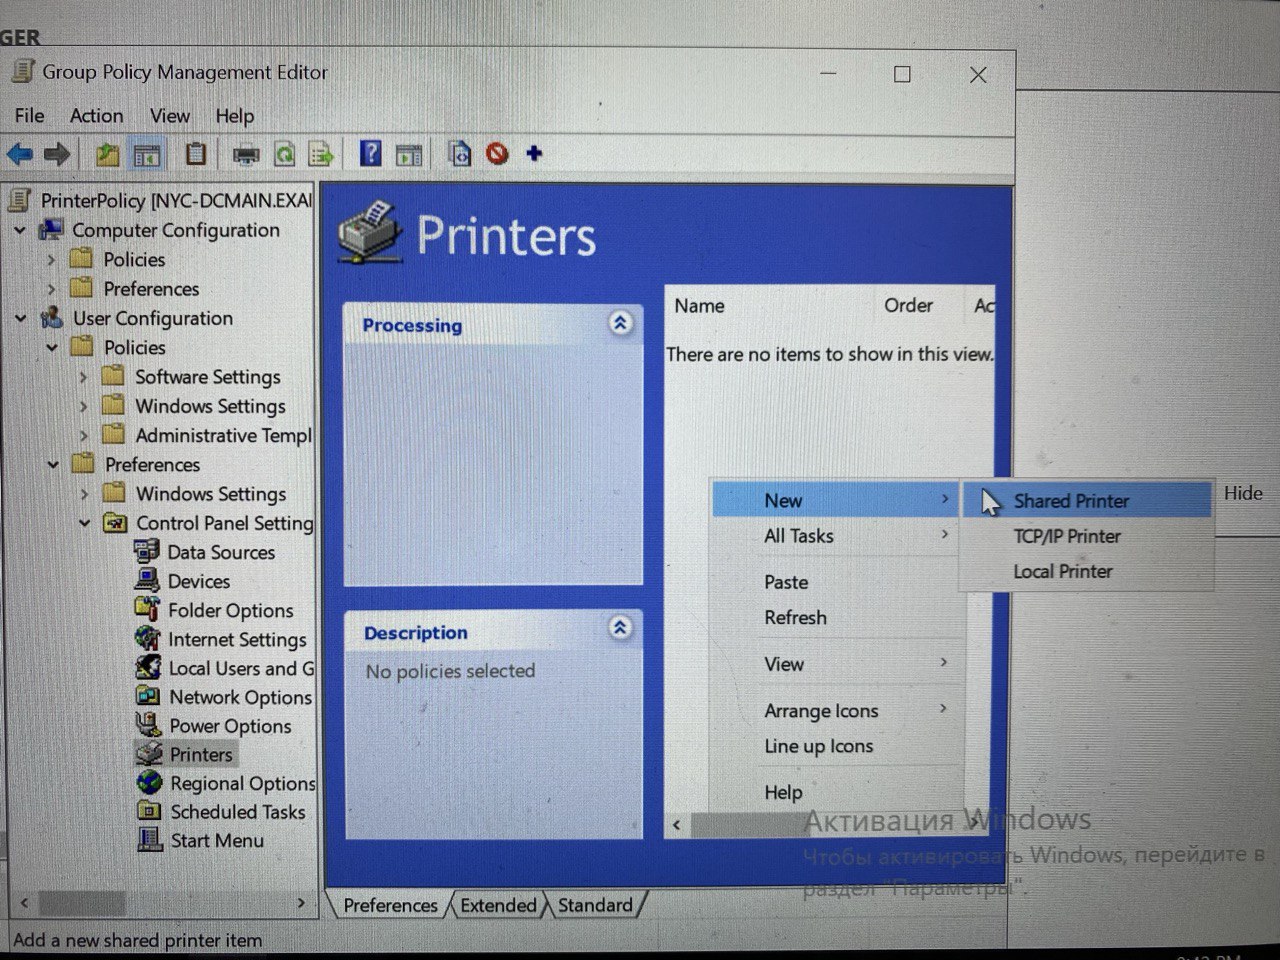 GER
Group Policy Management Editor
File Action View Help
PrinterPolicy [NYC-DCMAIN.EXAI
Computer Configuration
Policies
Preferences
User Configuration
Policies
Software Settings
Windows Settings
Administrative Templ
Preferences
Windows Settings
Control Panel Setting
Data Sources
Devices
Folder Options
Internet Settings
Local Users and G
Network Options
Power Options
Printers
Regional Options
Scheduled Tasks
Start Menu
Printers
Processing
Description
No policies selected
Name Order Ac
There are no items to show in this view.
New
All Tasks
Paste
Refresh
View
Arrange Icons
Line up Icons
Help
Shared Printer
TCP/IP Printer
Local Printer
Hide
Активация Windows
Чтобы активировать Windows, перейдите в
раздел "Параметры".
Preferences Extended Standard
Add a new shared printer item